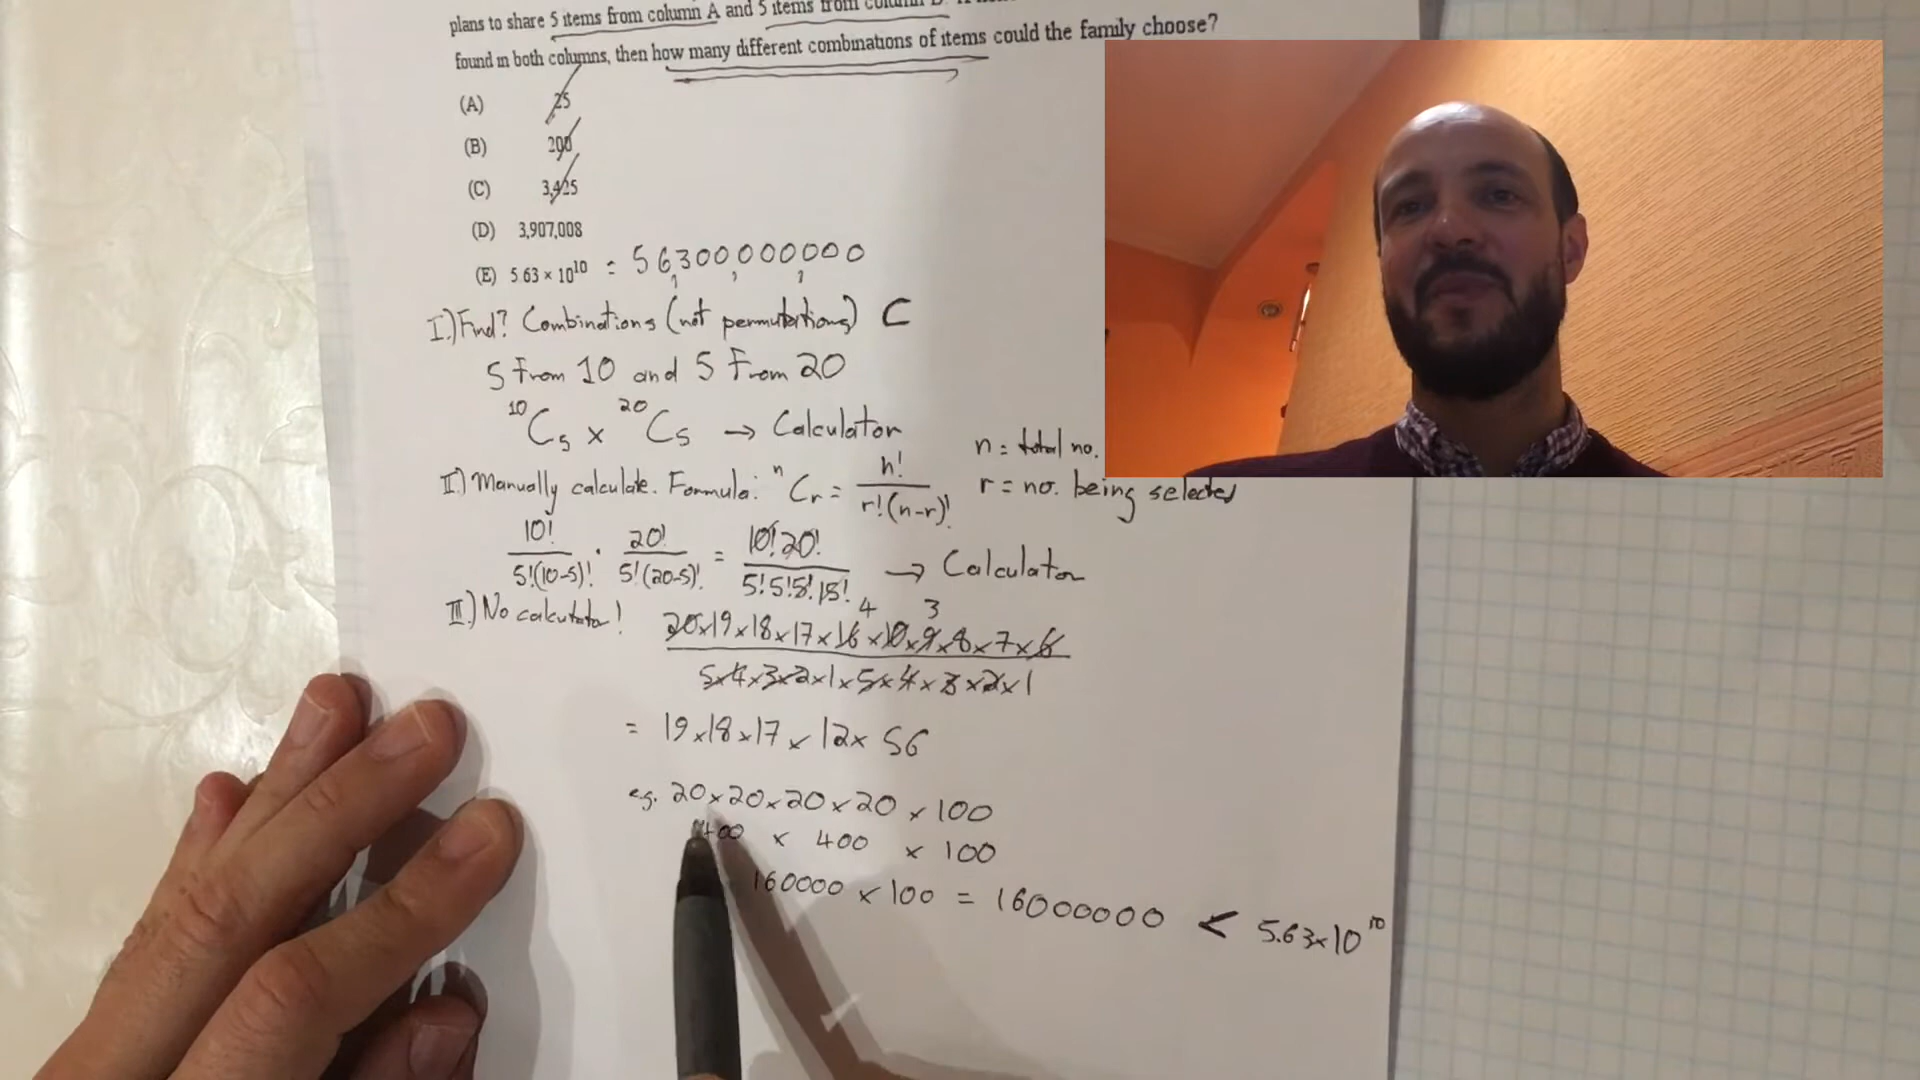 plans to share 5 items from column A and 5 items from column
found in both columns, then how many different combinations of items could the family choose?
(A) 25
(B) 200
(C) 3,425
(D) 3,907,008
(E) 5.63 × 10¹⁰ = 56,300,000,000
I.) Find? Combinations (not permutations) C
5 from 10 and 5 from 20
¹⁰C₅ × ²⁰C₅ → Calculator
n = total no.
II.) Manually calculate. Formula: ⁿCr = n! / r!(n-r)!
r = no. being selected
10! / 5!(10-5)! · 20! / 5!(20-5)! = 10! 20! / 5! 5! 5! 15! → Calculator
III.) No calculator!
4 3
20×19×18×17×16×10×9×8×7×6
5×4×3×2×1×5×4×3×2×1
= 19×18×17×12×56
e.g. 20×20×20×20×100
400 × 400 × 100
160000 × 100 = 16000000 < 5.63×10¹⁰